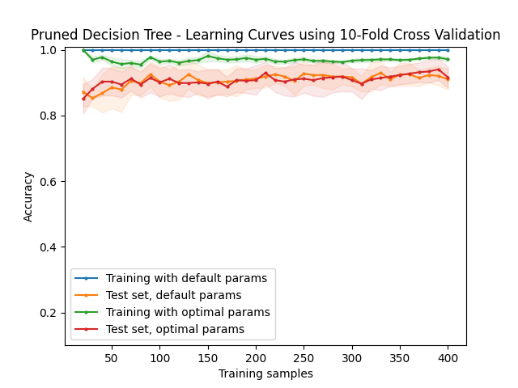 Pruned Decision Tree - Learning Curves using 10-Fold Cross Validation
1.0
0.8
0.6
0.4
0.2
Accuracy
Training with default params
Test set, default params
Training with optimal params
Test set, optimal params
50 100 150 200 250 300 350 400
Training samples